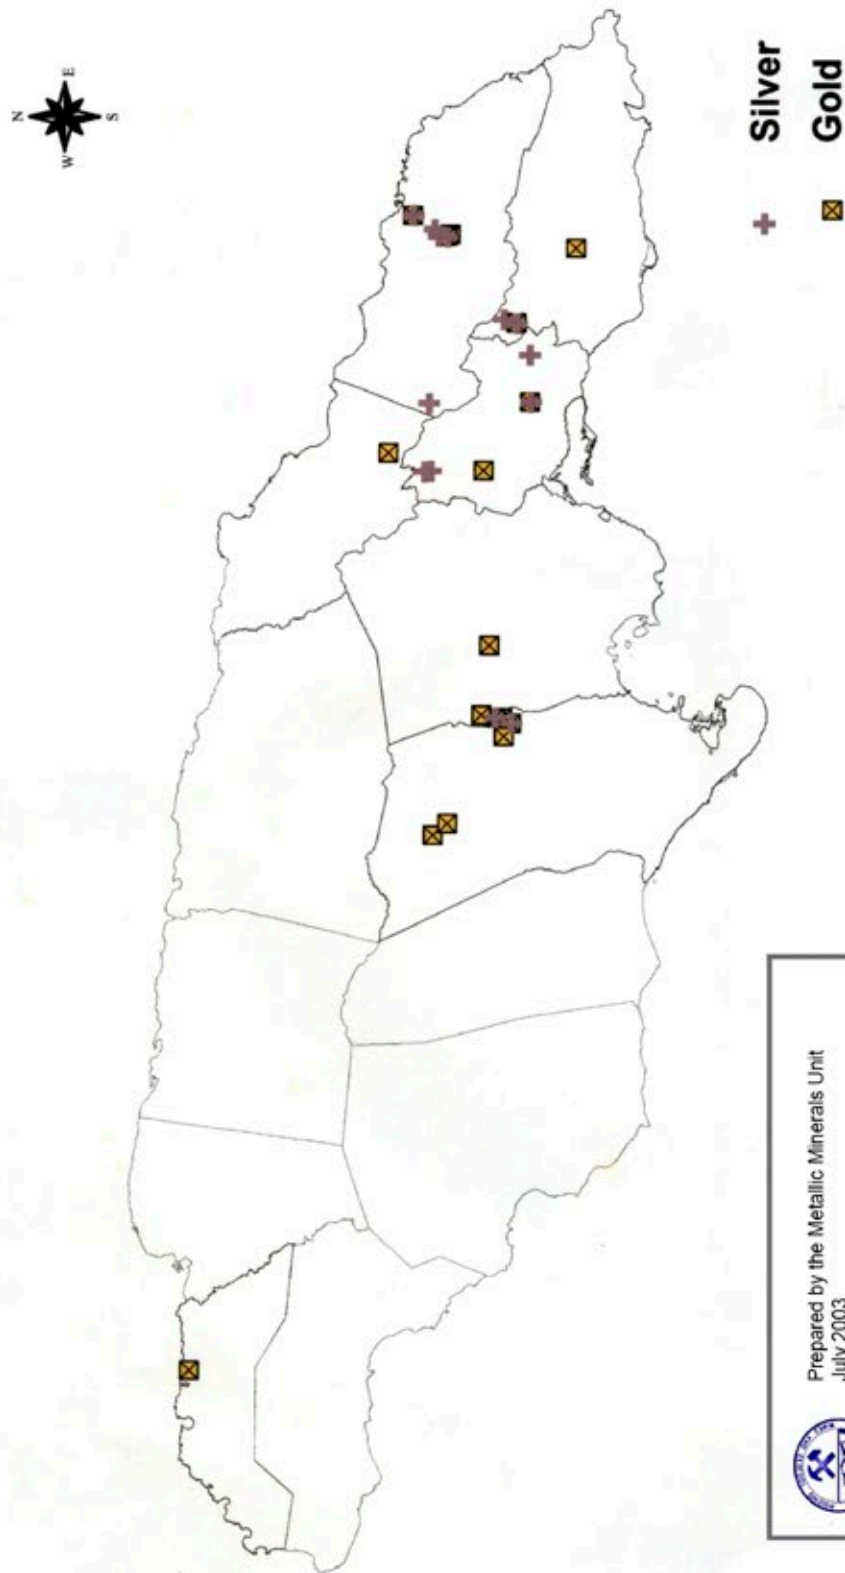 N
W
E
S
Silver
Gold
Prepared by the Metallic Minerals Unit
July 2003